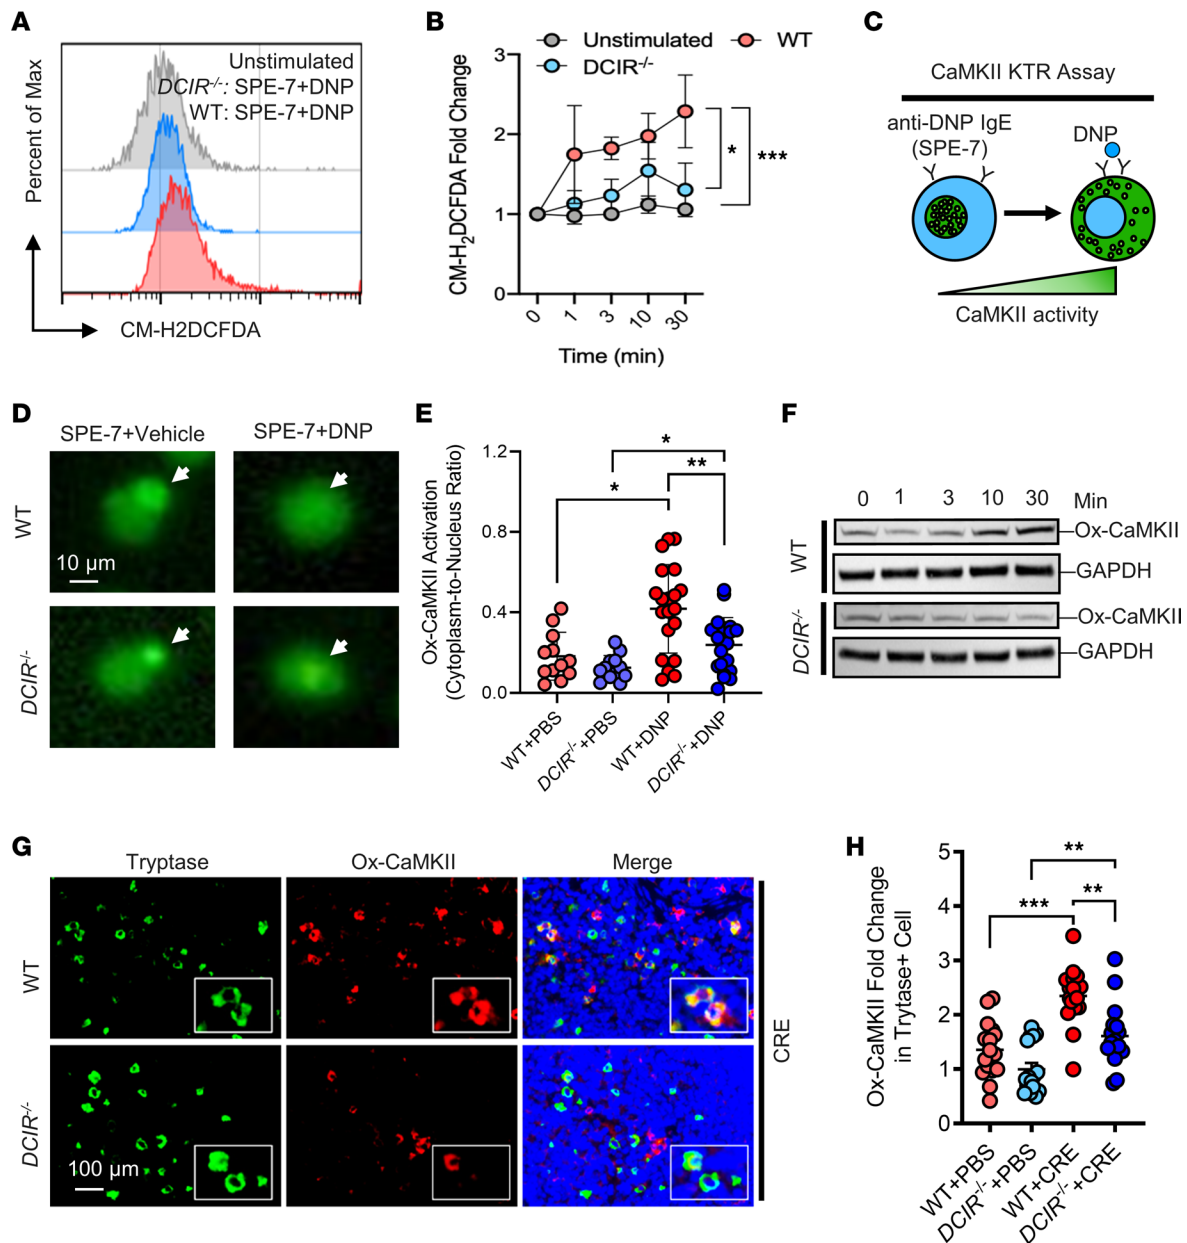 A
Percent of Max
Unstimulated
DCIR-/-: SPE-7+DNP
WT: SPE-7+DNP
CM-H2DCFDA
B
CM-H2DCFDA Fold Change
Unstimulated
WT
DCIR-/-
3
2
1
0
*
***
0
1
3
10
30
Time (min)
C
CaMKII KTR Assay
anti-DNP IgE
(SPE-7)
DNP
CaMKII activity
D
SPE-7+Vehicle
SPE-7+DNP
WT
10 µm
DCIR-/-
E
Ox-CaMKII Activation
(Cytoplasm-to-Nucleus Ratio)
1.2
0.8
0.4
0.0
*
**
*
WT+PBS
DCIR-/-+PBS
WT+DNP
DCIR-/-+DNP
F
0 1 3 10 30 Min
WT
Ox-CaMKII
GAPDH
DCIR-/-
Ox-CaMKII
GAPDH
G
Tryptase
Ox-CaMKII
Merge
WT
DCIR-/-
100 µm
CRE
H
Ox-CaMKII Fold Change
in Trytase+ Cell
5
4
3
2
1
0
**
**
***
WT+PBS
DCIR-/-+PBS
WT+CRE
DCIR-/-+CRE